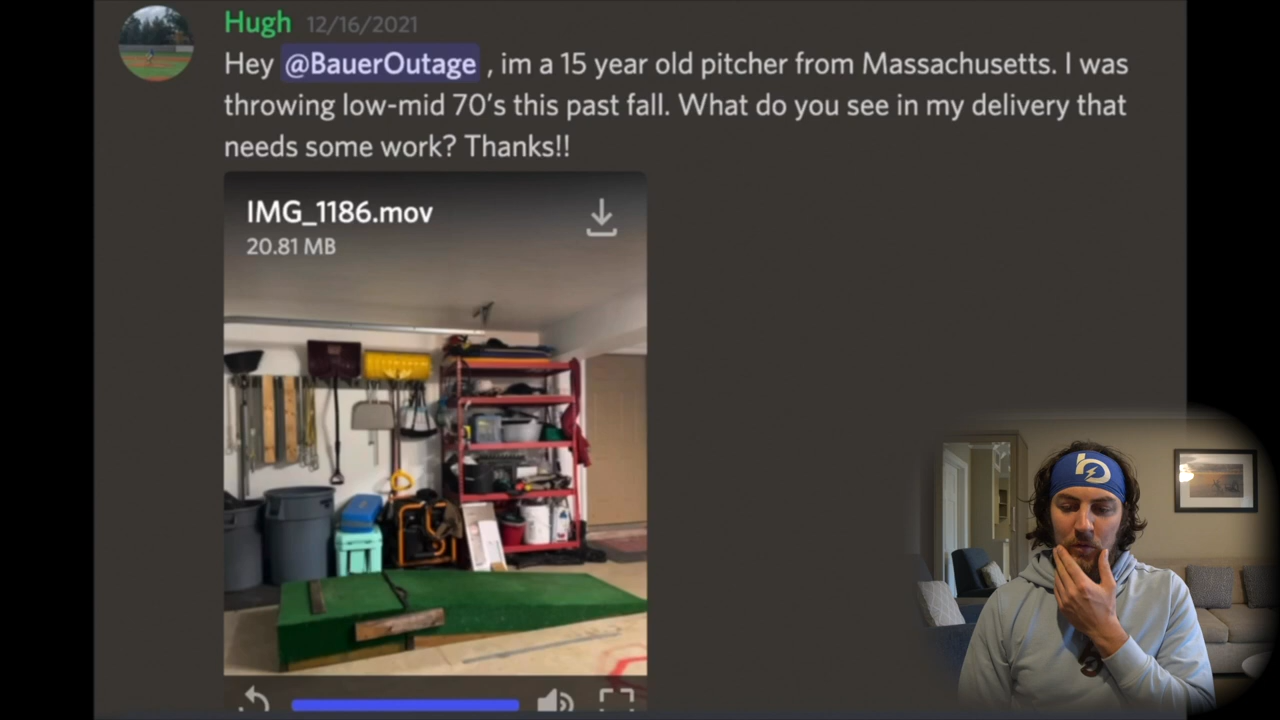 Hugh 12/16/2021
Hey @BauerOutage , im a 15 year old pitcher from Massachusetts. I was
throwing low-mid 70's this past fall. What do you see in my delivery that
needs some work? Thanks!!
IMG_1186.mov
20.81 MB